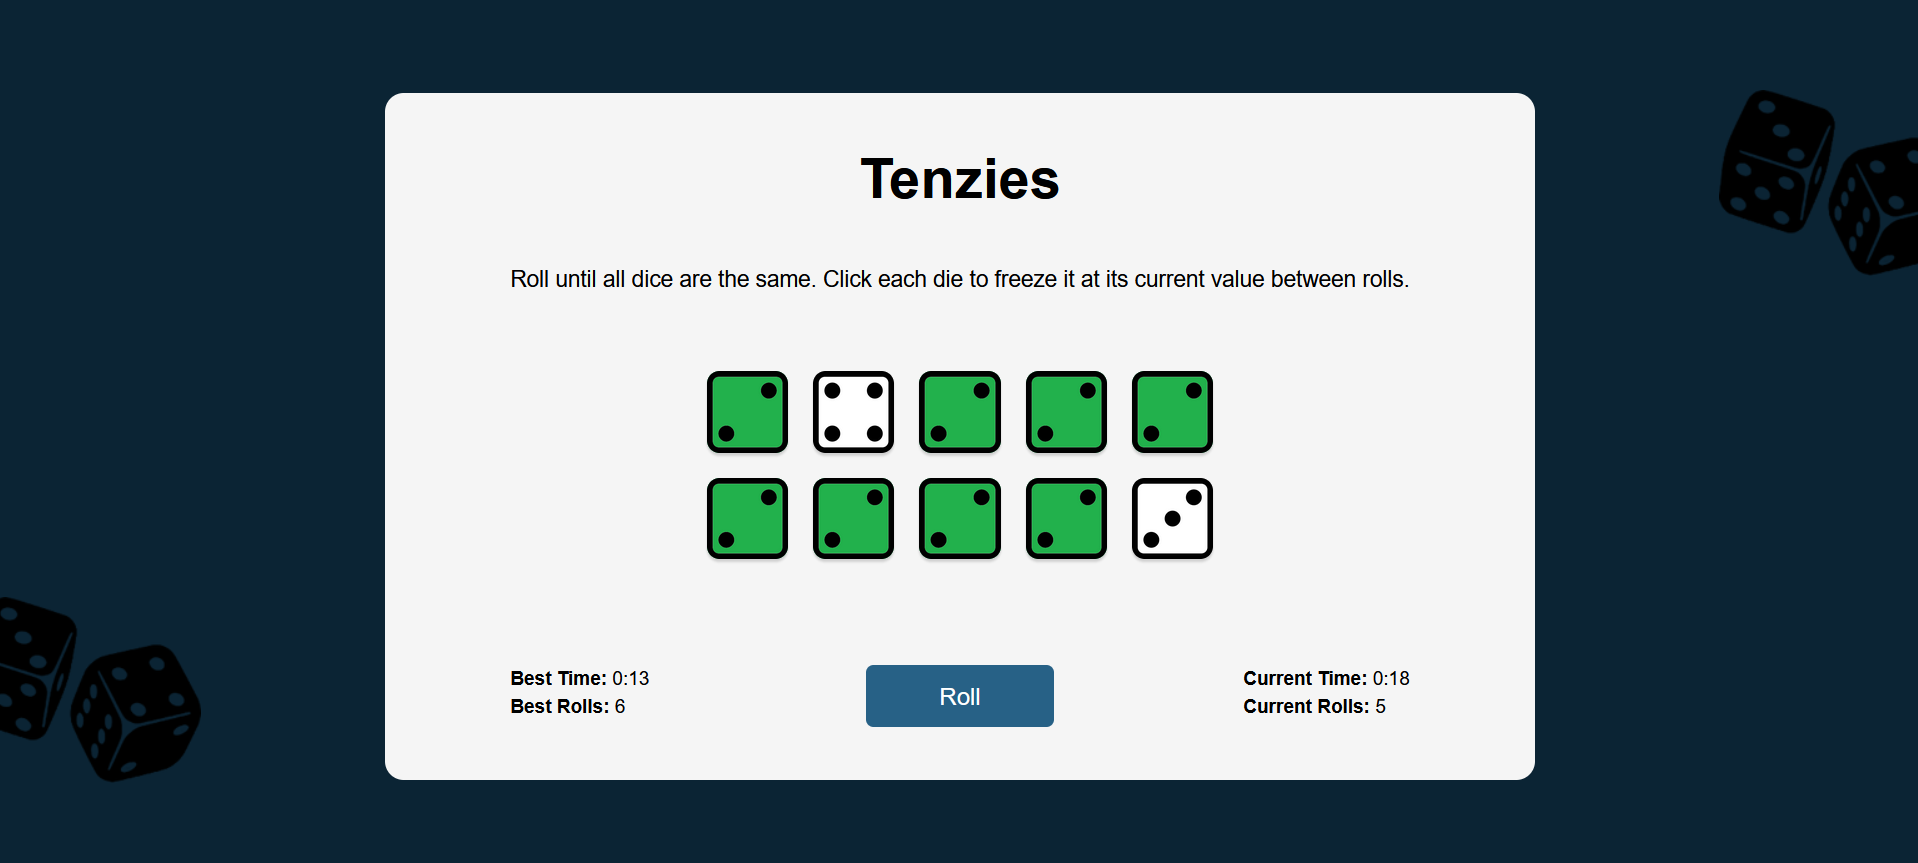 Tenzies
Roll until all dice are the same. Click each die to freeze it at its current value between rolls.
Best Time: 0:13
Best Rolls: 6
Roll
Current Time: 0:18
Current Rolls: 5